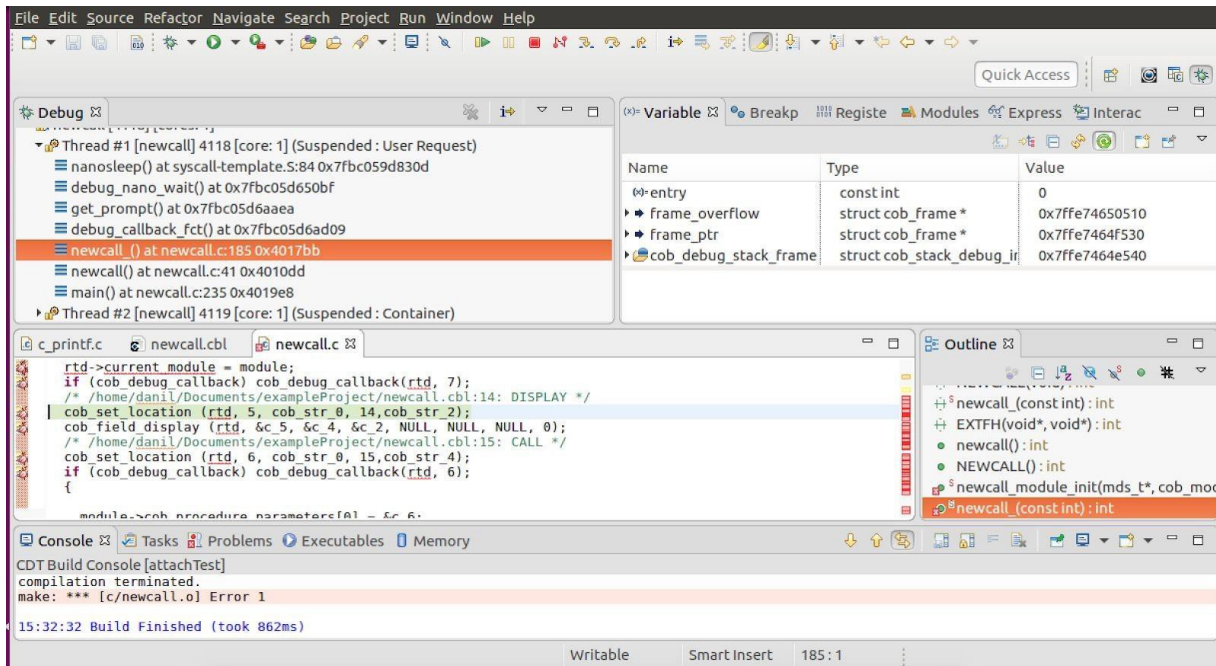 File Edit Source Refactor Navigate Search Project Run Window Help
Quick Access
Debug
Thread #1 [newcall] 4118 [core: 1] (Suspended : User Request)
nanosleep() at syscall-template.S:84 0x7fbc059d830d
debug_nano_wait() at 0x7fbc05d650bf
get_prompt() at 0x7fbc05d6aaea
debug_callback_fct() at 0x7fbc05d6ad09
newcall_() at newcall.c:185 0x4017bb
newcall() at newcall.c:41 0x4010dd
main() at newcall.c:235 0x4019e8
Thread #2 [newcall] 4119 [core: 1] (Suspended : Container)
(x)= Variable Breakp Registe Modules Express Interac
Name Type Value
(x)= entry const int 0
frame_overflow struct cob_frame * 0x7ffe74650510
frame_ptr struct cob_frame * 0x7ffe7464f530
cob_debug_stack_frame struct cob_stack_debug_ir 0x7ffe7464e540
c_printf.c newcall.cbl newcall.c
rtd->current_module = module;
if (cob_debug_callback) cob_debug_callback(rtd, 7);
/* /home/danil/Documents/exampleProject/newcall.cbl:14: DISPLAY */
cob_set_location (rtd, 5, cob_str_0, 14,cob_str_2);
cob_field_display (rtd, &c_5, &c_4, &c_2, NULL, NULL, NULL, 0);
/* /home/danil/Documents/exampleProject/newcall.cbl:15: CALL */
cob_set_location (rtd, 6, cob_str_0, 15,cob_str_4);
if (cob_debug_callback) cob_debug_callback(rtd, 6);
{
module->cob_procedure_parameters[0] = &c_6;
Outline
newcall_(const int) : int
EXTFH(void*, void*) : int
newcall() : int
NEWCALL() : int
newcall_module_init(mds_t*, cob_moc
newcall_(const int) : int
Console Tasks Problems Executables Memory
CDT Build Console [attachTest]
compilation terminated.
make: *** [c/newcall.o] Error 1
15:32:32 Build Finished (took 862ms)
Writable Smart Insert 185 : 1